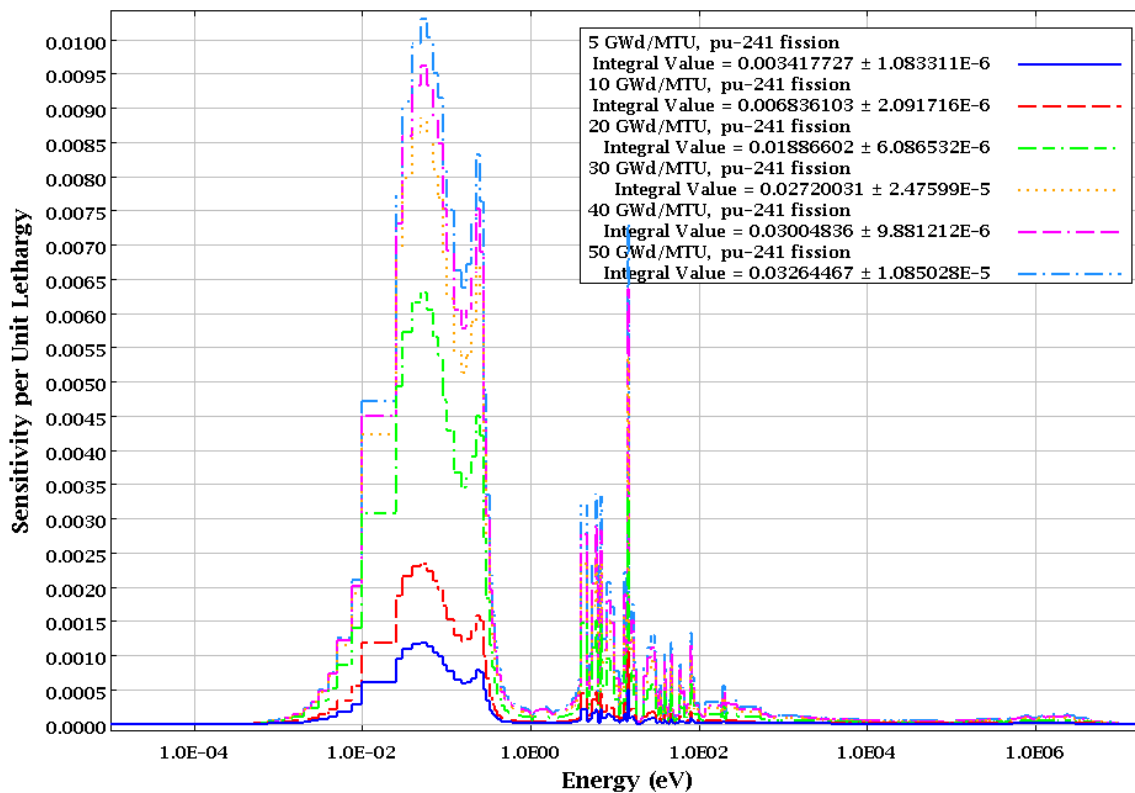 0.0100
0.0095
0.0090
0.0085
0.0080
0.0075
0.0070
0.0065
0.0060
0.0055
0.0050
0.0045
0.0040
0.0035
0.0030
0.0025
0.0020
0.0015
0.0010
0.0005
0.0000
Sensitivity per Unit Lethargy
5 GWd/MTU, pu-241 fission
Integral Value = 0.003417727 ± 1.083311E-6
10 GWd/MTU, pu-241 fission
Integral Value = 0.006836103 ± 2.091716E-6
20 GWd/MTU, pu-241 fission
Integral Value = 0.01886602 ± 6.086532E-6
30 GWd/MTU, pu-241 fission
Integral Value = 0.02720031 ± 2.47599E-5
40 GWd/MTU, pu-241 fission
Integral Value = 0.03004836 ± 9.881212E-6
50 GWd/MTU, pu-241 fission
Integral Value = 0.03264467 ± 1.085028E-5
1.0E-04 1.0E-02 1.0E00 1.0E02 1.0E04 1.0E06
Energy (eV)